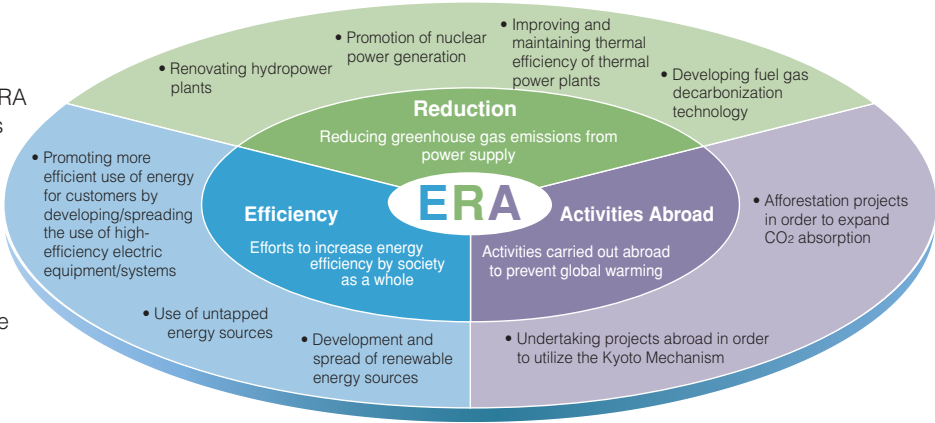 RA
s
e
• Renovating hydropower
plants
• Promotion of nuclear
power generation
• Improving and
maintaining thermal
efficiency of thermal
power plants
• Developing fuel gas
decarbonization
technology
Reduction
Reducing greenhouse gas emissions from
power supply
ERA
Efficiency
Efforts to increase energy
efficiency by society
as a whole
Activities Abroad
Activities carried out abroad
to prevent global warming
• Promoting more
efficient use of energy
for customers by
developing/spreading
the use of high-
efficiency electric
equipment/systems
• Use of untapped
energy sources
• Development and
spread of renewable
energy sources
• Afforestation projects
in order to expand
CO2 absorption
• Undertaking projects abroad in order
to utilize the Kyoto Mechanism